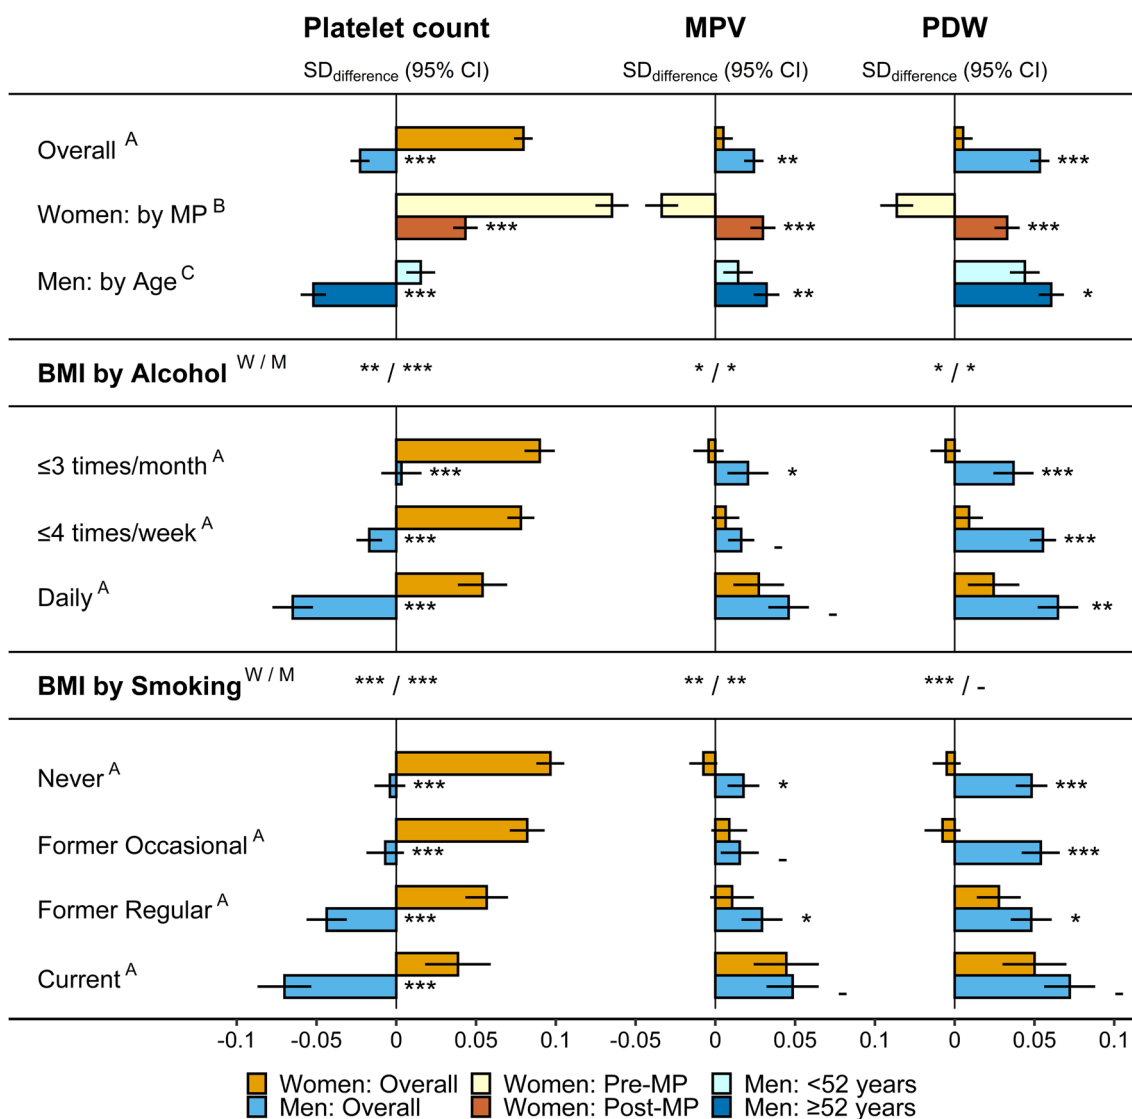 Platelet count MPV PDW
SDdifference (95% CI) SDdifference (95% CI) SDdifference (95% CI)
Overall A *** ** ***
Women: by MP B *** *** ***
Men: by Age C *** ** *
BMI by Alcohol W / M ** / *** * / * * / *
≤3 times/month A *** * ***
≤4 times/week A *** - ***
Daily A *** - **
BMI by Smoking W / M *** / *** ** / ** *** / -
Never A *** * ***
Former Occasional A *** - ***
Former Regular A *** * *
Current A *** - -
-0.1 -0.05 0 0.05 0.1 -0.05 0 0.05 0.1 -0.05 0 0.05 0.1
Women: Overall Women: Pre-MP Men: <52 years
Men: Overall Women: Post-MP Men: ≥52 years